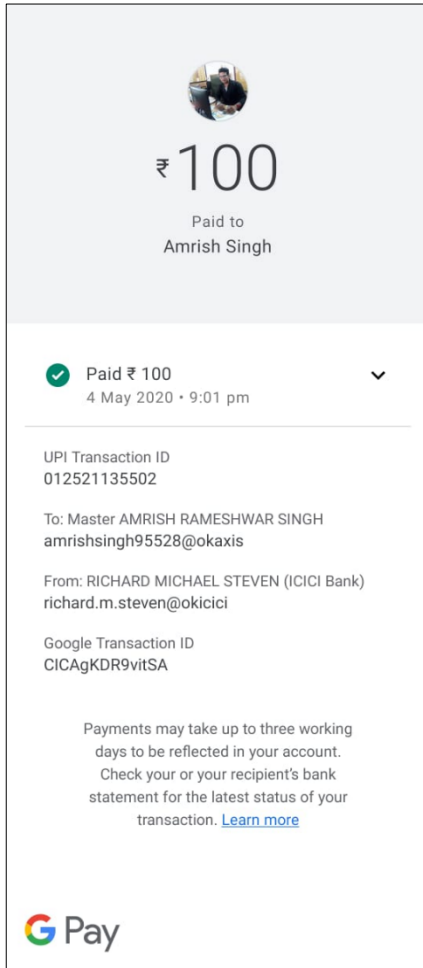 ₹100
Paid to
Amrish Singh
Paid ₹ 100
4 May 2020 • 9:01 pm
UPI Transaction ID
012521135502
To: Master AMRISH RAMESHWAR SINGH
amrishsingh95528@okaxis
From: RICHARD MICHAEL STEVEN (ICICI Bank)
richard.m.steven@okicici
Google Transaction ID
CICAgKDR9vitSA
Payments may take up to three working
days to be reflected in your account.
Check your or your recipient's bank
statement for the latest status of your
transaction. Learn more
G Pay